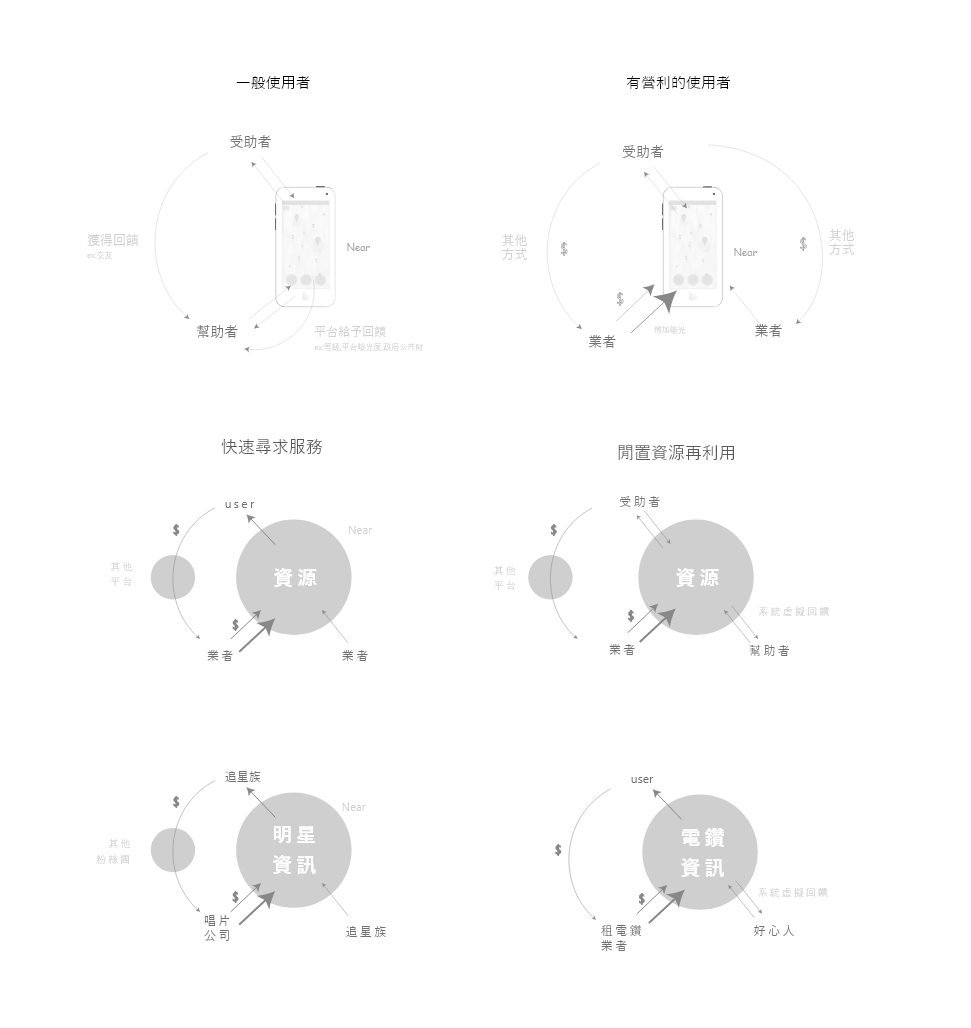 一般使用者
受助者
獲得回饋
ex:交友
Near
幫助者
平台給予回饋
ex:等級,平台曝光度,政府公共財
有營利的使用者
受助者
其他
方式
$
$
其他
方式
Near
$
增加曝光
業者
業者
快速尋求服務
user
$
Near
其他
平台
資源
$
業者
業者
閒置資源再利用
受助者
$
其他
平台
資源
系統虛擬回饋
$
業者
幫助者
追星族
$
Near
其他
粉絲團
明星
資訊
$
唱片
公司
追星族
user
$
電鑽
資訊
系統虛擬回饋
$
租電鑽
業者
好心人